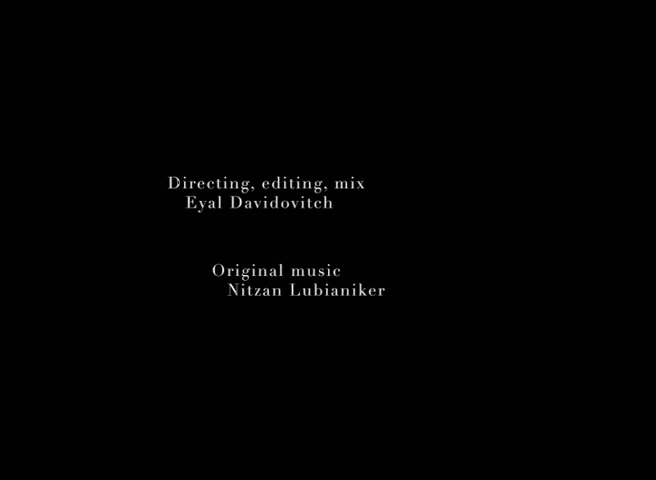 Directing, editing, mix
Eyal Davidovitch
Original music
Nitzan Lubianiker